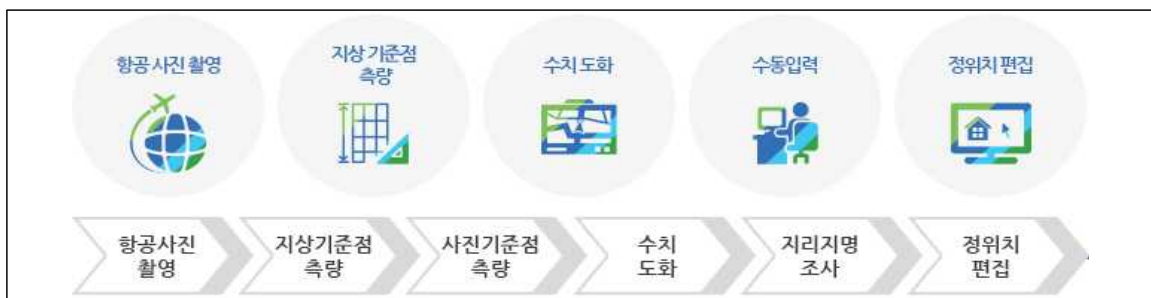 항공 사진 촬영
지상 기준점
측량
수치 도화
수동입력
정위치 편집
항공사진
촬영
지상기준점
측량
사진기준점
측량
수치
도화
지리지명
조사
정위치
편집